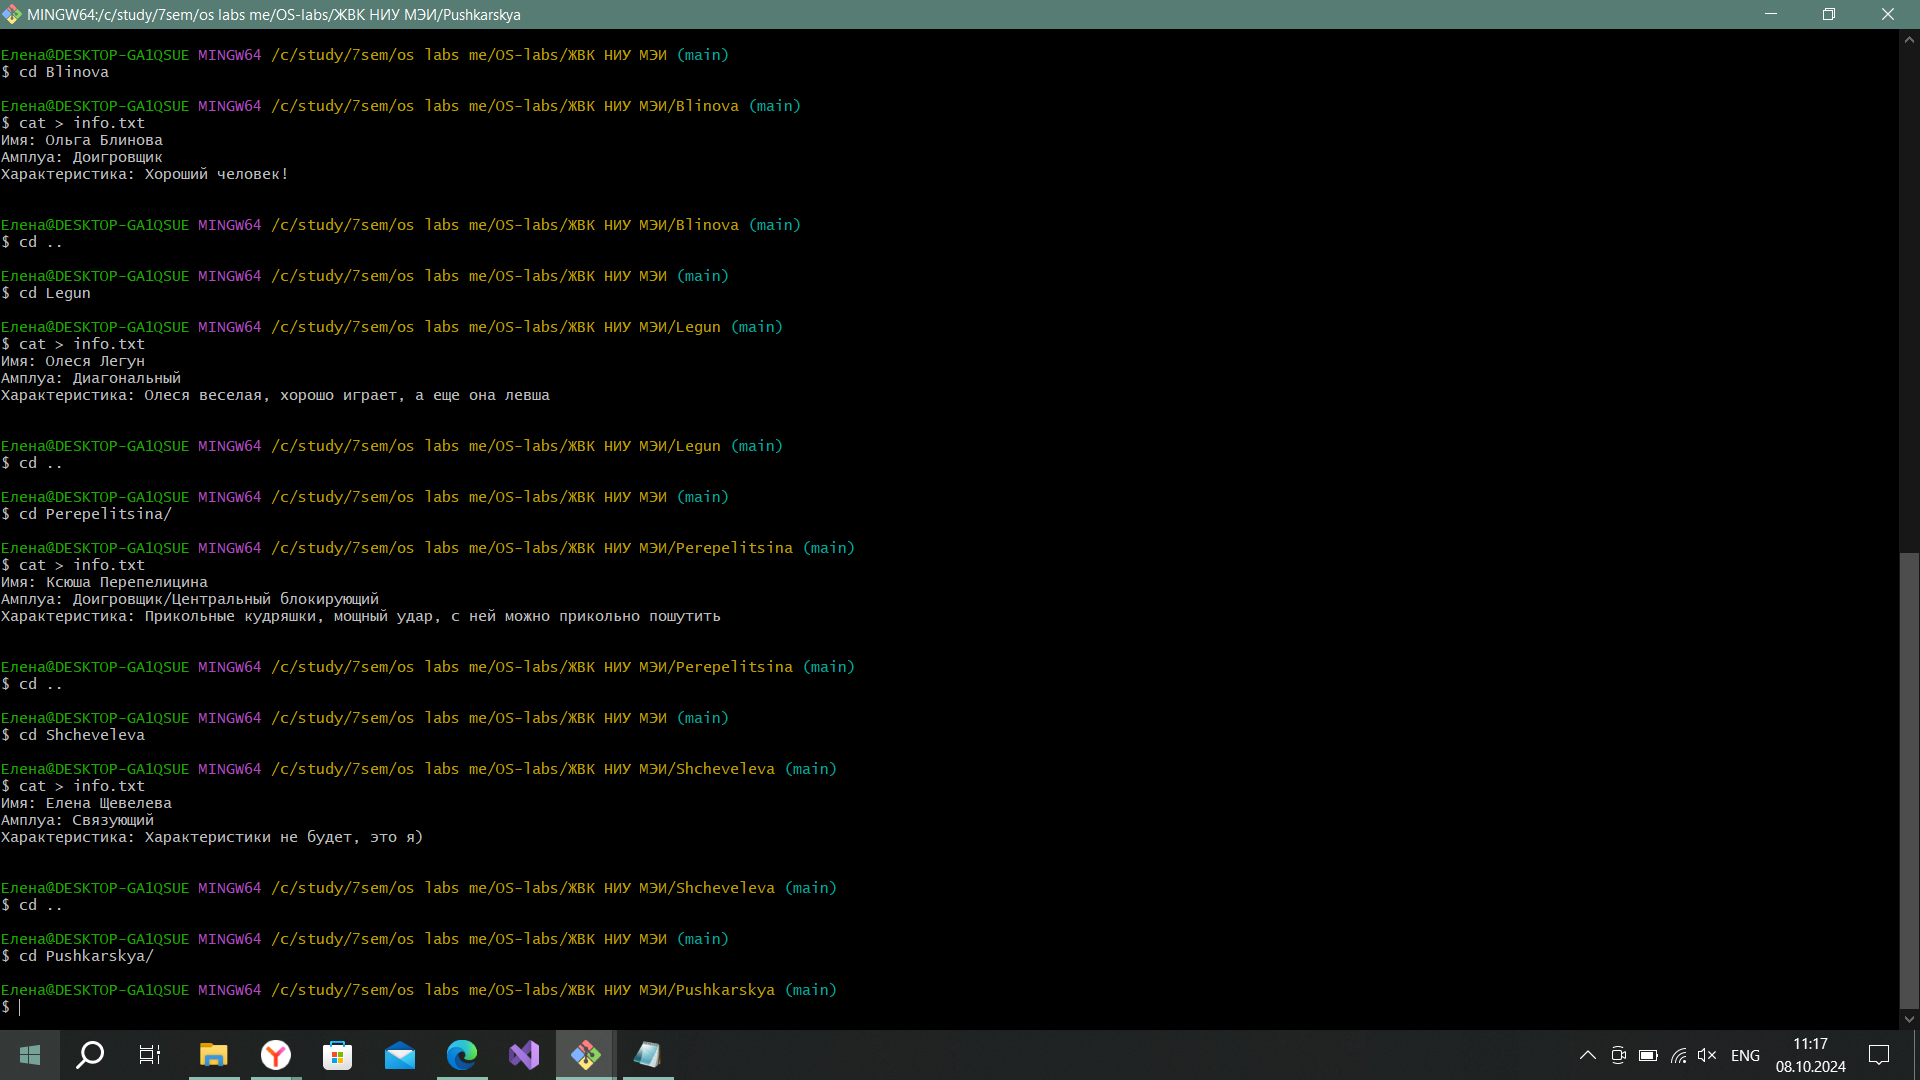 MINGW64:/c/study/7sem/os labs me/OS-labs/ЖВК НИУ МЭИ/Pushkarskya
Елена@DESKTOP-GA1QSUE MINGW64 /c/study/7sem/os labs me/OS-labs/ЖВК НИУ МЭИ (main)
$ cd Blinova
Елена@DESKTOP-GA1QSUE MINGW64 /c/study/7sem/os labs me/OS-labs/ЖВК НИУ МЭИ/Blinova (main)
$ cat > info.txt
Имя: Ольга Блинова
Амплуа: Доигровщик
Характеристика: Хороший человек!
Елена@DESKTOP-GA1QSUE MINGW64 /c/study/7sem/os labs me/OS-labs/ЖВК НИУ МЭИ/Blinova (main)
$ cd ..
Елена@DESKTOP-GA1QSUE MINGW64 /c/study/7sem/os labs me/OS-labs/ЖВК НИУ МЭИ (main)
$ cd Legun
Елена@DESKTOP-GA1QSUE MINGW64 /c/study/7sem/os labs me/OS-labs/ЖВК НИУ МЭИ/Legun (main)
$ cat > info.txt
Имя: Олеся Легун
Амплуа: Диагональный
Характеристика: Олеся веселая, хорошо играет, а еще она левша
Елена@DESKTOP-GA1QSUE MINGW64 /c/study/7sem/os labs me/OS-labs/ЖВК НИУ МЭИ/Legun (main)
$ cd ..
Елена@DESKTOP-GA1QSUE MINGW64 /c/study/7sem/os labs me/OS-labs/ЖВК НИУ МЭИ (main)
$ cd Perepelitsina/
Елена@DESKTOP-GA1QSUE MINGW64 /c/study/7sem/os labs me/OS-labs/ЖВК НИУ МЭИ/Perepelitsina (main)
$ cat > info.txt
Имя: Ксюша Перепелицина
Амплуа: Доигровщик/Центральный блокирующий
Характеристика: Прикольные кудряшки, мощный удар, с ней можно прикольно пошутить
Елена@DESKTOP-GA1QSUE MINGW64 /c/study/7sem/os labs me/OS-labs/ЖВК НИУ МЭИ/Perepelitsina (main)
$ cd ..
Елена@DESKTOP-GA1QSUE MINGW64 /c/study/7sem/os labs me/OS-labs/ЖВК НИУ МЭИ (main)
$ cd Shcheveleva
Елена@DESKTOP-GA1QSUE MINGW64 /c/study/7sem/os labs me/OS-labs/ЖВК НИУ МЭИ/Shcheveleva (main)
$ cat > info.txt
Имя: Елена Щевелева
Амплуа: Связующий
Характеристика: Характеристики не будет, это я)
Елена@DESKTOP-GA1QSUE MINGW64 /c/study/7sem/os labs me/OS-labs/ЖВК НИУ МЭИ/Shcheveleva (main)
$ cd ..
Елена@DESKTOP-GA1QSUE MINGW64 /c/study/7sem/os labs me/OS-labs/ЖВК НИУ МЭИ (main)
$ cd Pushkarskya/
Елена@DESKTOP-GA1QSUE MINGW64 /c/study/7sem/os labs me/OS-labs/ЖВК НИУ МЭИ/Pushkarskya (main)
$
ENG
11:17
08.10.2024